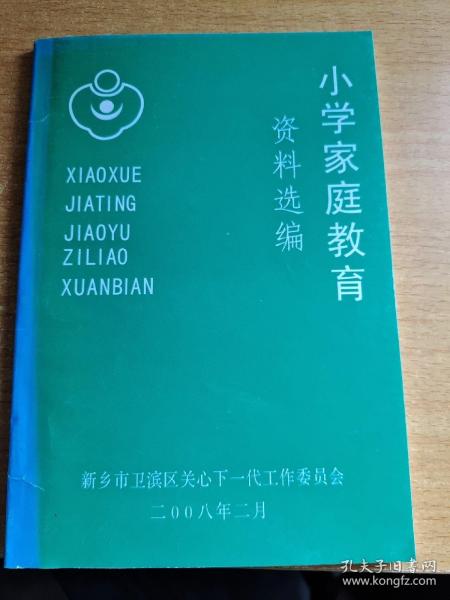 小学家庭教育
资料选编
XIAOXUE
JIATING
JIAOYU
ZILIAO
XUANBIAN
新乡市卫滨区关心下一代工作委员会
二00八年二月
孔夫子旧书网
www.kongfz.com